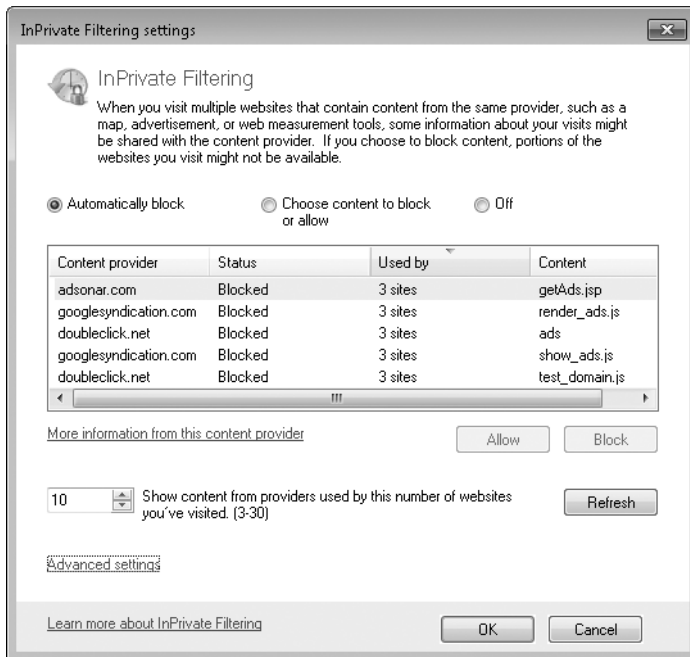 InPrivate Filtering settings
InPrivate Filtering
When you visit multiple websites that contain content from the same provider, such as a
map, advertisement, or web measurement tools, some information about your visits might
be shared with the content provider. If you choose to block content, portions of the
websites you visit might not be available.
Automatically block
Choose content to block
or allow
Off
Content provider Status Used by Content
adsonar.com Blocked 3 sites getAds.jsp
googlesyndication.com Blocked 3 sites render_ads.js
doubleclick.net Blocked 3 sites ads
googlesyndication.com Blocked 3 sites show_ads.js
doubleclick.net Blocked 3 sites test_domain.js
More information from this content provider
Allow Block
10 Show content from providers used by this number of websites
you've visited. (3-30)
Refresh
Advanced settings
Learn more about InPrivate Filtering
OK Cancel